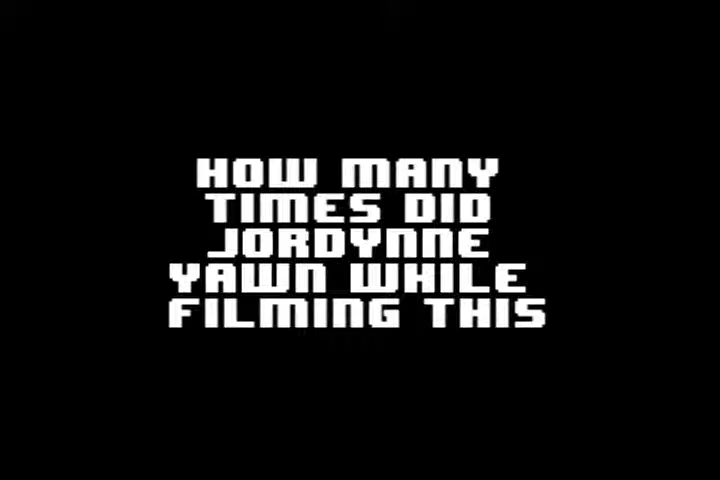 HOW MANY
TIMES DID
JORDYNNE
YAWN WHILE
FILMING THIS